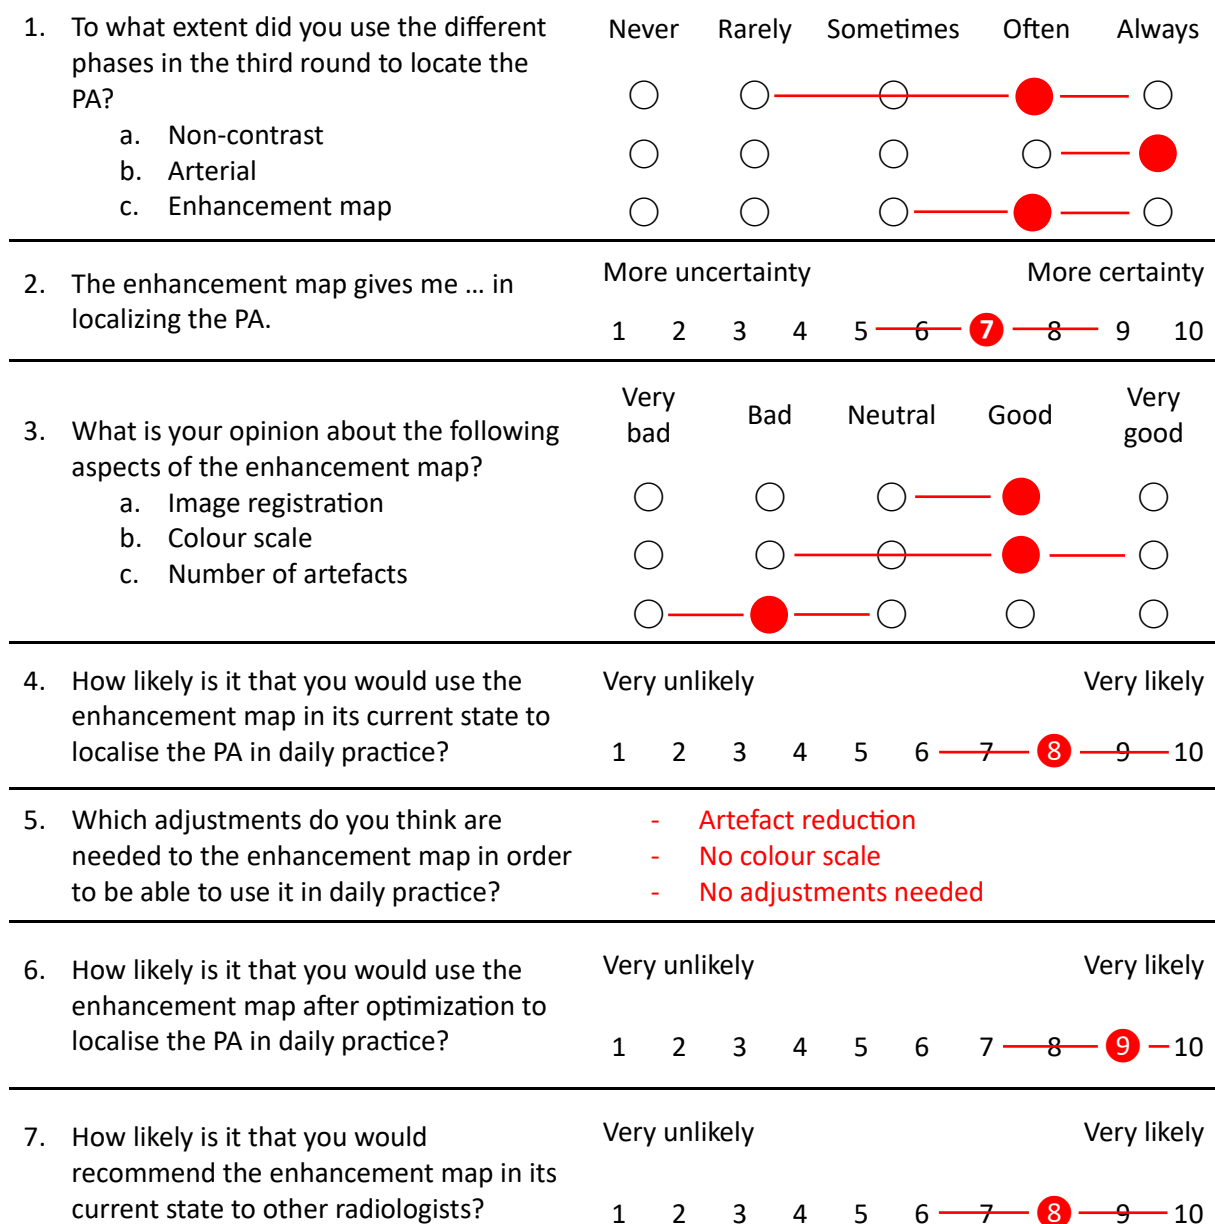 1. To what extent did you use the different
phases in the third round to locate the
PA?
a. Non-contrast
b. Arterial
c. Enhancement map
Never Rarely Sometimes Often Always
2. The enhancement map gives me ... in
localizing the PA.
More uncertainty More certainty
1 2 3 4 5 6 7 8 9 10
3. What is your opinion about the following
aspects of the enhancement map?
a. Image registration
b. Colour scale
c. Number of artefacts
Very bad Bad Neutral Good Very good
4. How likely is it that you would use the
enhancement map in its current state to
localise the PA in daily practice?
Very unlikely Very likely
1 2 3 4 5 6 7 8 9 10
5. Which adjustments do you think are
needed to the enhancement map in order
to be able to use it in daily practice?
- Artefact reduction
- No colour scale
- No adjustments needed
6. How likely is it that you would use the
enhancement map after optimization to
localise the PA in daily practice?
Very unlikely Very likely
1 2 3 4 5 6 7 8 9 10
7. How likely is it that you would
recommend the enhancement map in its
current state to other radiologists?
Very unlikely Very likely
1 2 3 4 5 6 7 8 9 10